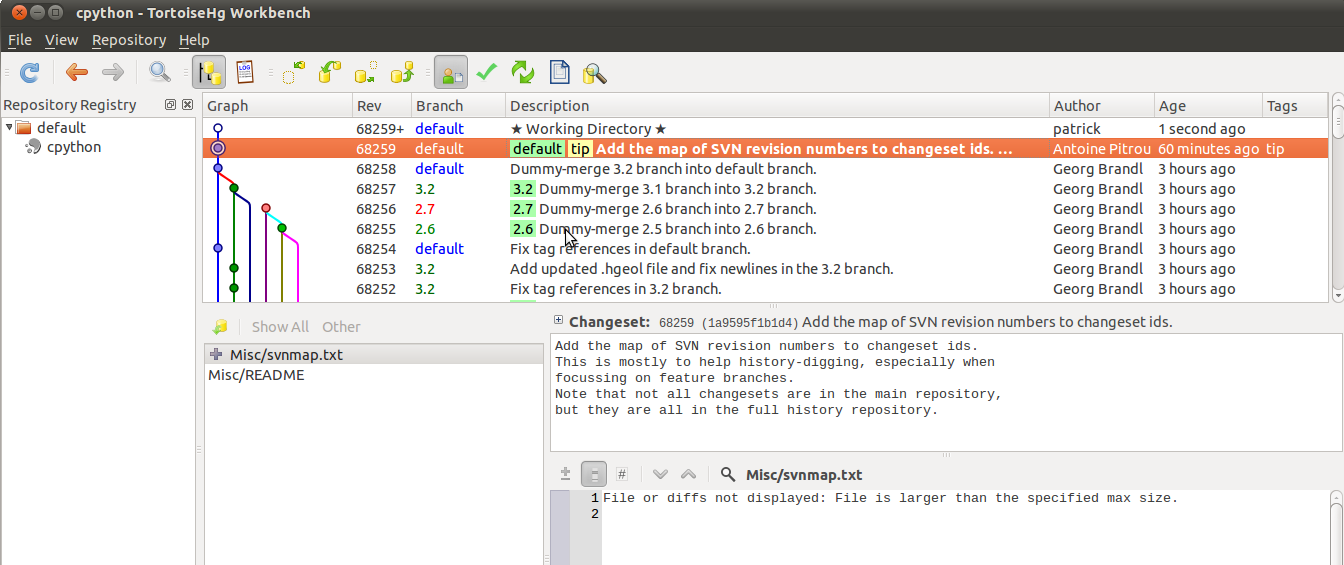 cpython - TortoiseHg Workbench
File View Repository Help
LOG
Repository Registry
default
cpython
Graph Rev Branch Description Author Age Tags
68259+ default ★ Working Directory ★ patrick 1 second ago
68259 default default tip Add the map of SVN revision numbers to changeset ids. ... Antoine Pitrou 60 minutes ago tip
68258 default Dummy-merge 3.2 branch into default branch. Georg Brandl 3 hours ago
68257 3.2 3.2 Dummy-merge 3.1 branch into 3.2 branch. Georg Brandl 3 hours ago
68256 2.7 2.7 Dummy-merge 2.6 branch into 2.7 branch. Georg Brandl 3 hours ago
68255 2.6 2.6 Dummy-merge 2.5 branch into 2.6 branch. Georg Brandl 3 hours ago
68254 default Fix tag references in default branch. Georg Brandl 3 hours ago
68253 3.2 Add updated .hgeol file and fix newlines in the 3.2 branch. Georg Brandl 3 hours ago
68252 3.2 Fix tag references in 3.2 branch. Georg Brandl 3 hours ago
Show All Other
Misc/svnmap.txt
Misc/README
Changeset: 68259 (1a9595f1b1d4) Add the map of SVN revision numbers to changeset ids.
Add the map of SVN revision numbers to changeset ids.
This is mostly to help history-digging, especially when
focussing on feature branches.
Note that not all changesets are in the main repository,
but they are all in the full history repository.
# Misc/svnmap.txt
1 File or diffs not displayed: File is larger than the specified max size.
2